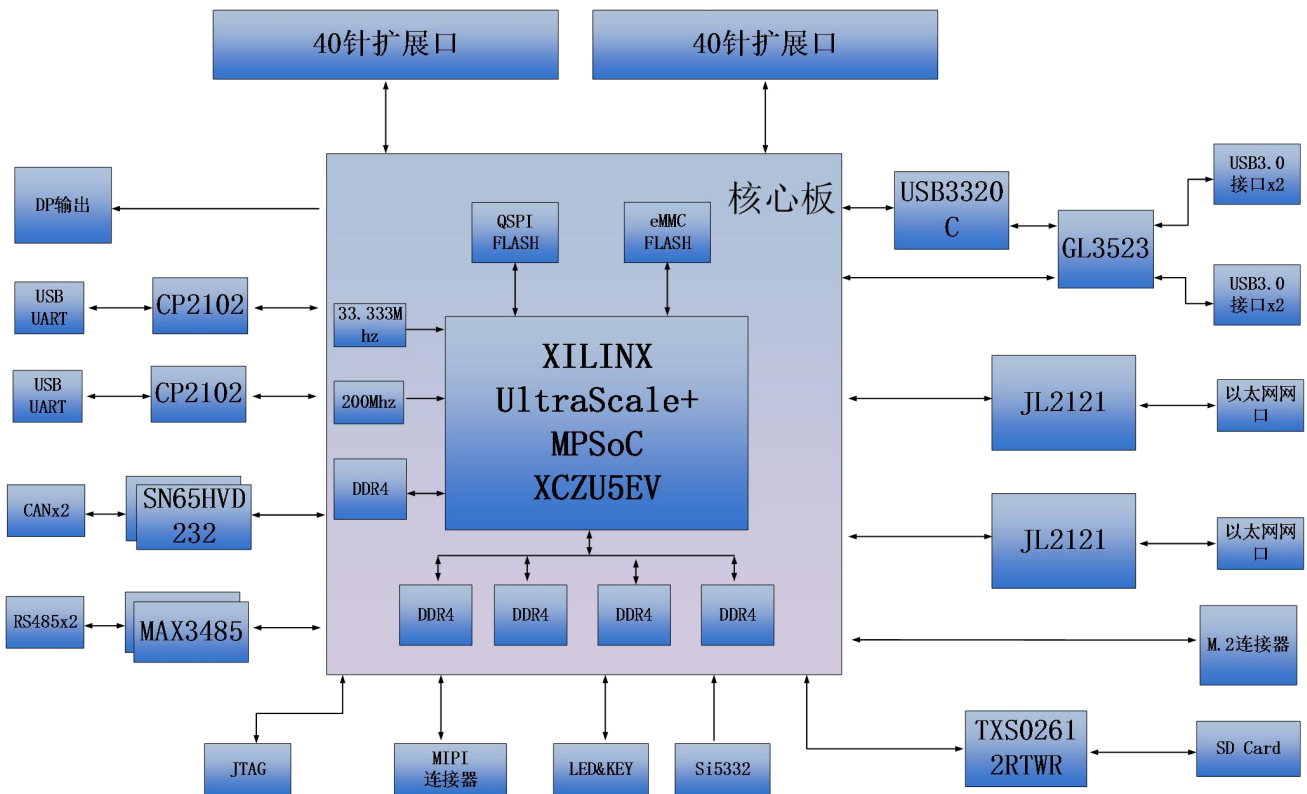 40针扩展口
40针扩展口
核心板
DP输出
QSPI
FLASH
eMMC
FLASH
USB3320
C
GL3523
USB3.0
接口x2
USB3.0
接口x2
USB
UART
CP2102
33.333M
hz
USB
UART
CP2102
200Mhz
XILINX
UltraScale+
MPSoC
XCZU5EV
JL2121
以太网网
口
CANx2
SN65HVD
232
DDR4
JL2121
以太网网
口
RS485x2
MAX3485
DDR4
DDR4
DDR4
DDR4
M.2连接器
JTAG
MIPI
连接器
LED&KEY
Si5332
TXS0261
2RTWR
SD Card